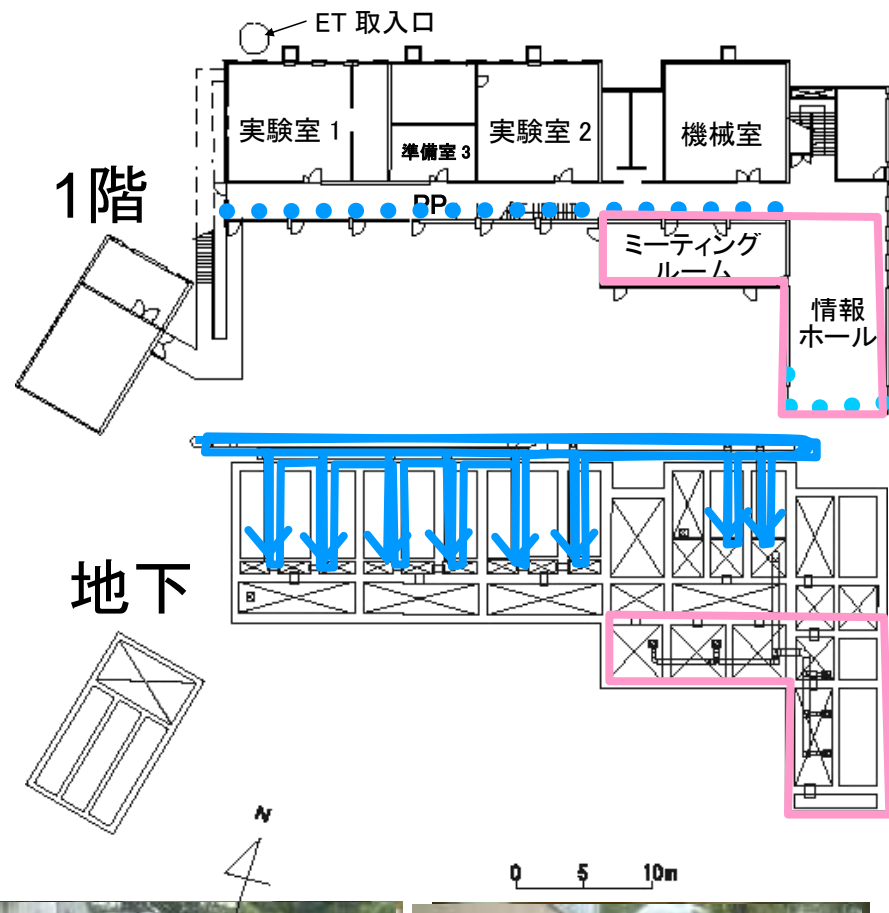 ET 取入口
実験室 1
準備室 3
実験室 2
機械室
1階
PP
ミーティング
ルーム
情報
ホール
地下
N
0 5 10m